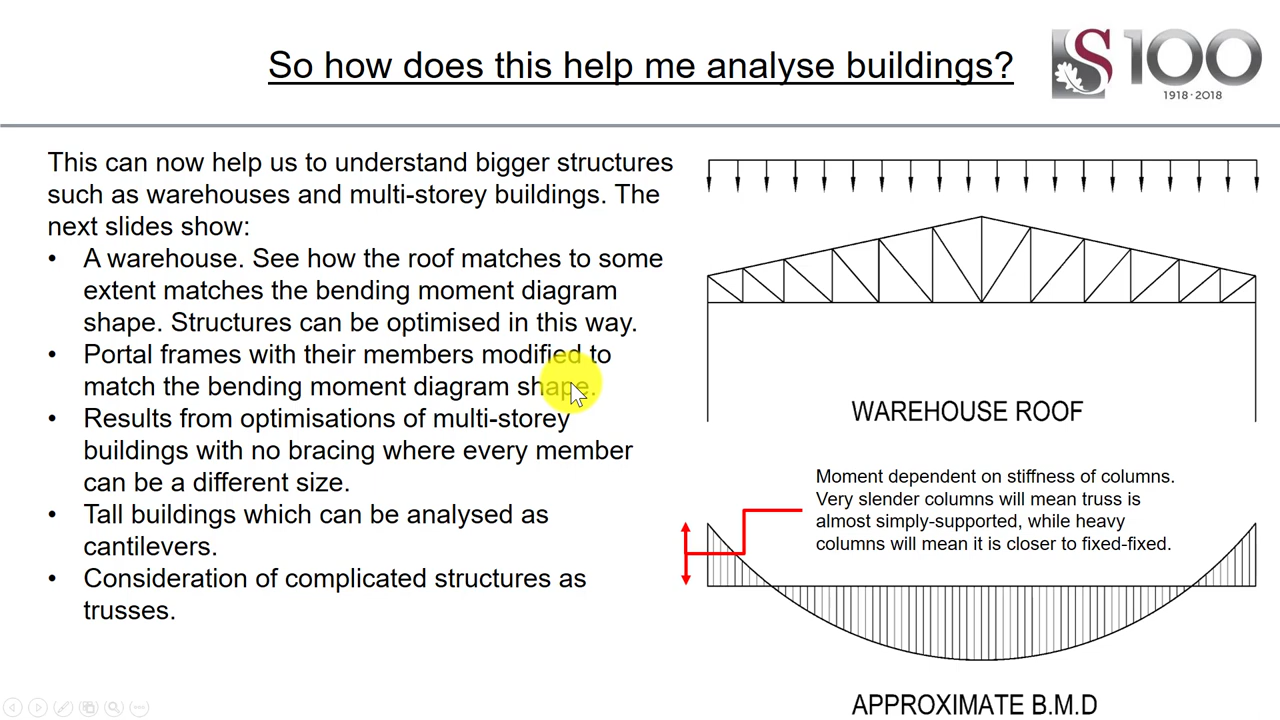 So how does this help me analyse buildings?
S100
1918·2018
This can now help us to understand bigger structures
such as warehouses and multi-storey buildings. The
next slides show:
• A warehouse. See how the roof matches to some
extent matches the bending moment diagram
shape. Structures can be optimised in this way.
• Portal frames with their members modified to
match the bending moment diagram shape.
• Results from optimisations of multi-storey
buildings with no bracing where every member
can be a different size.
• Tall buildings which can be analysed as
cantilevers.
• Consideration of complicated structures as
trusses.
WAREHOUSE ROOF
Moment dependent on stiffness of columns.
Very slender columns will mean truss is
almost simply-supported, while heavy
columns will mean it is closer to fixed-fixed.
APPROXIMATE B.M.D